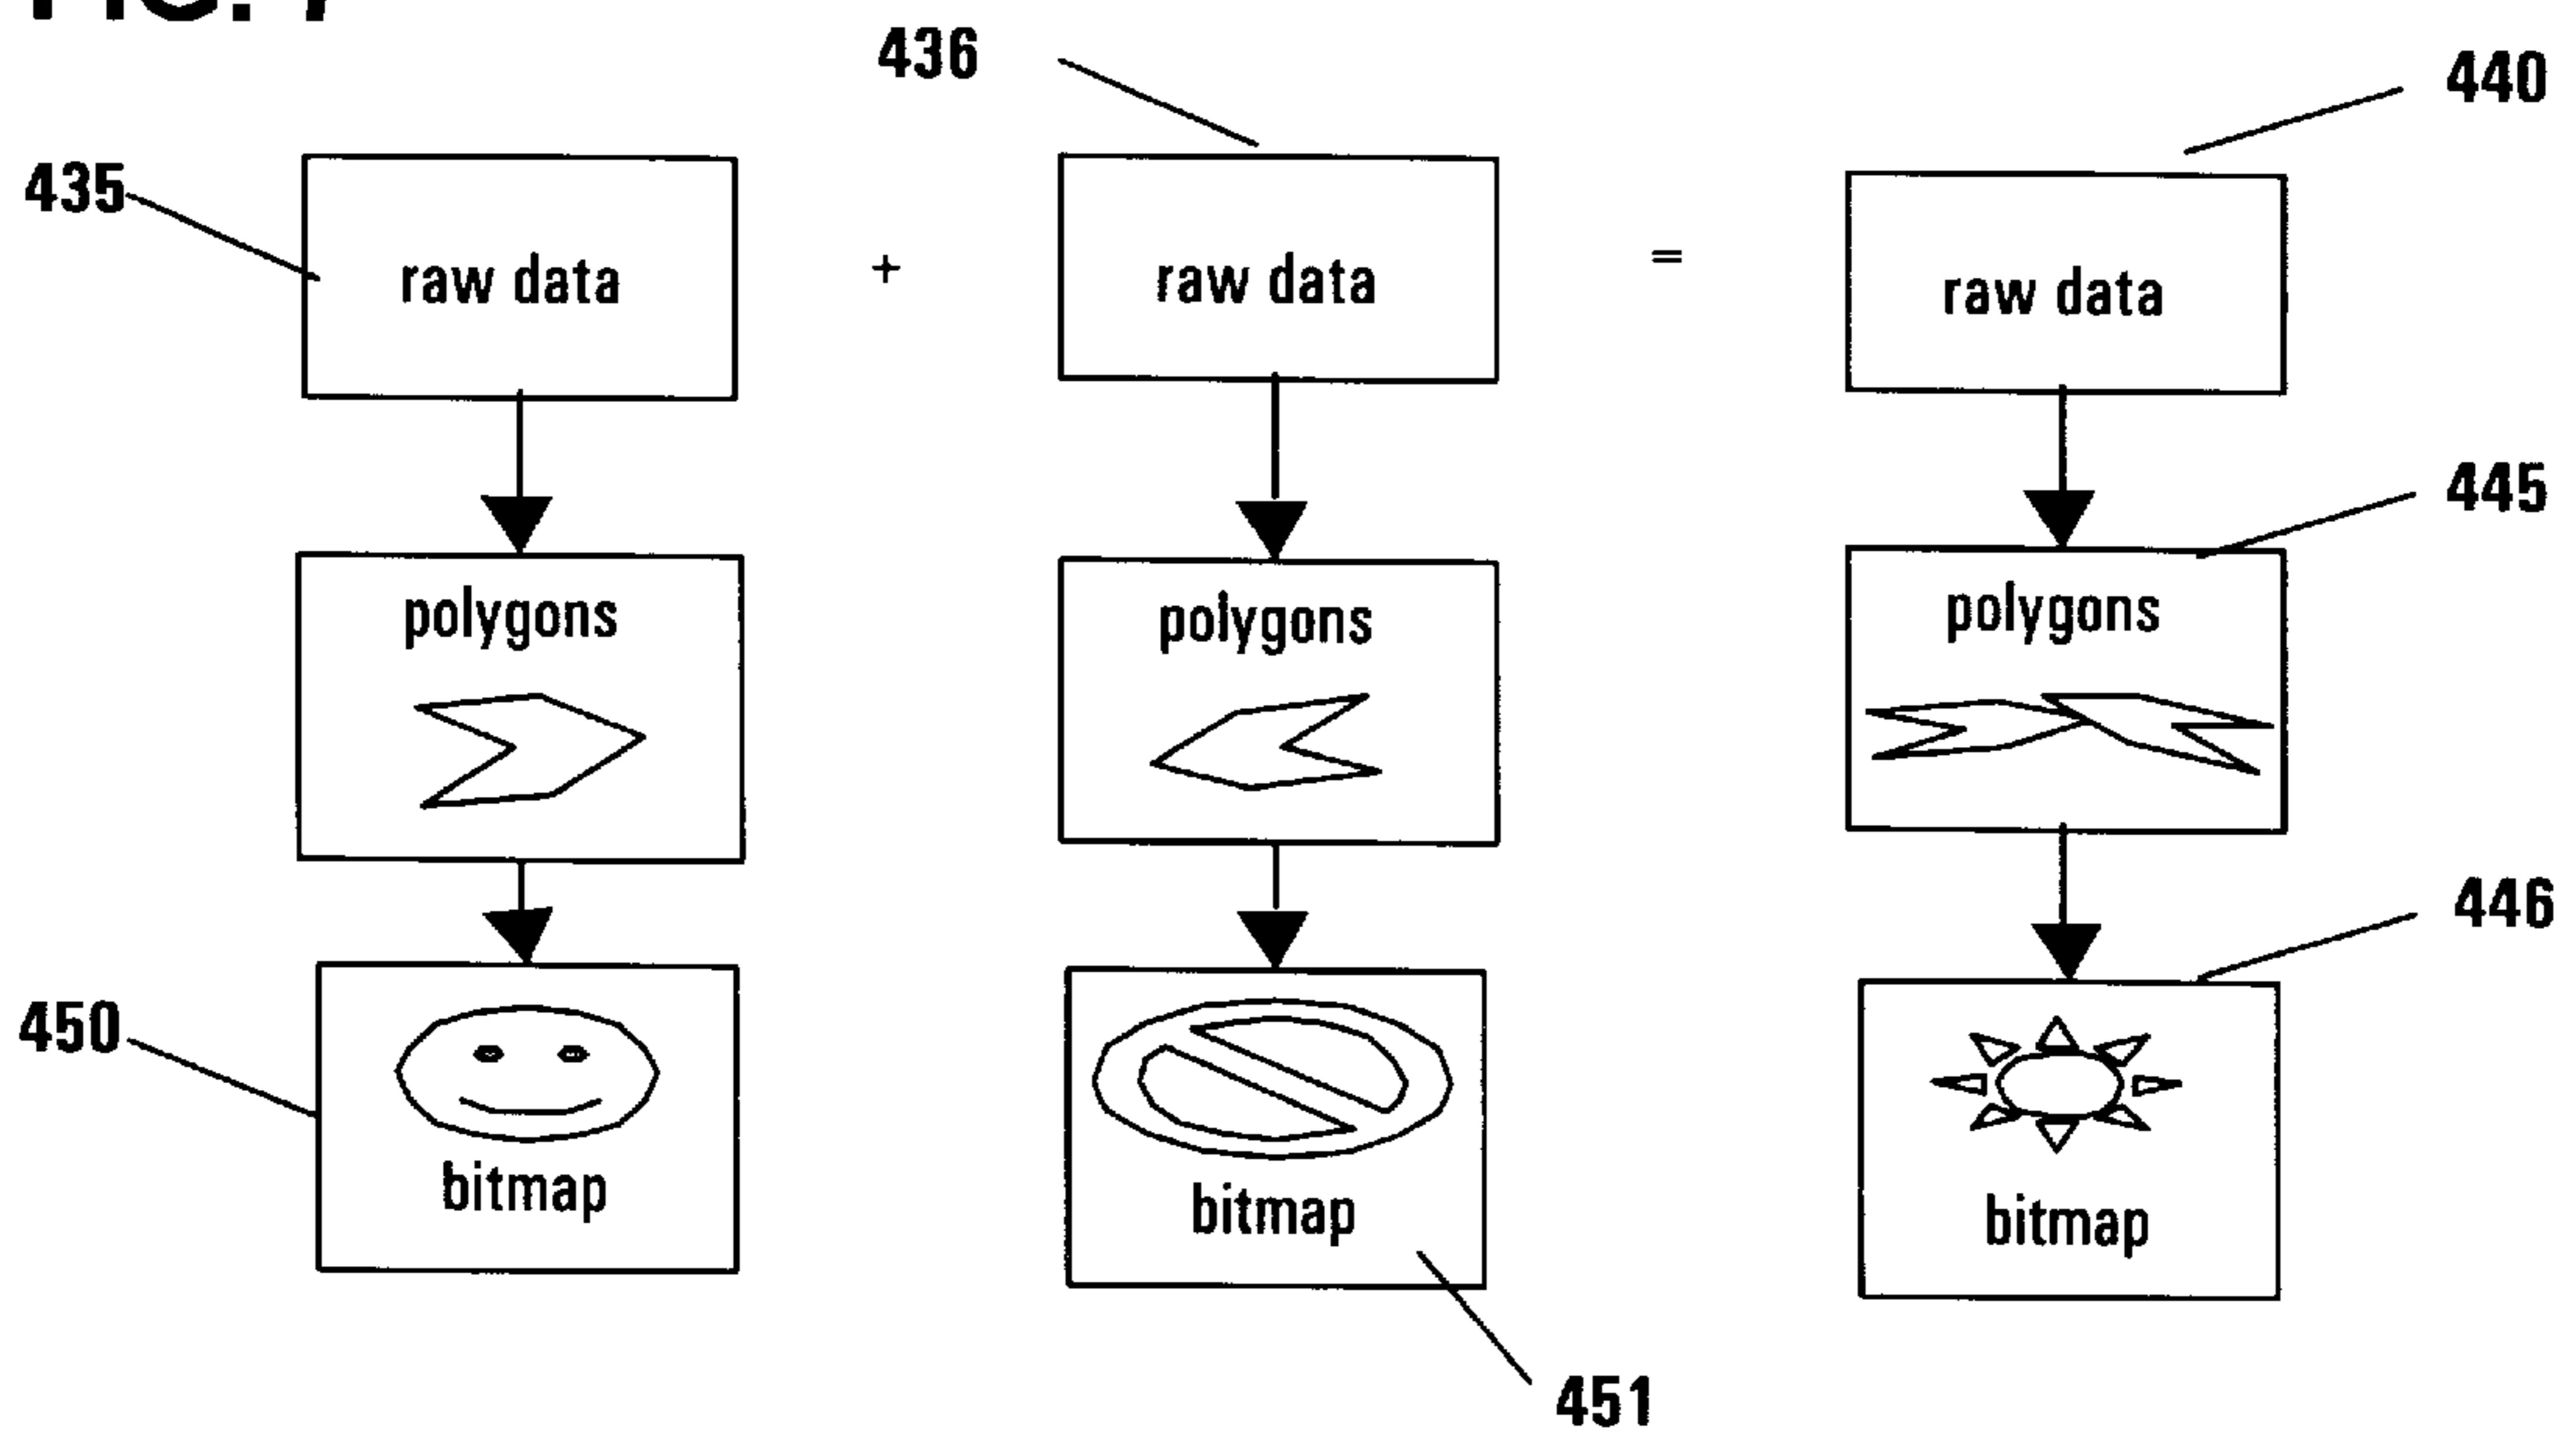 436
440
435
raw data + raw data = raw data
445
polygons polygons polygons
446
450
bitmap bitmap bitmap
451